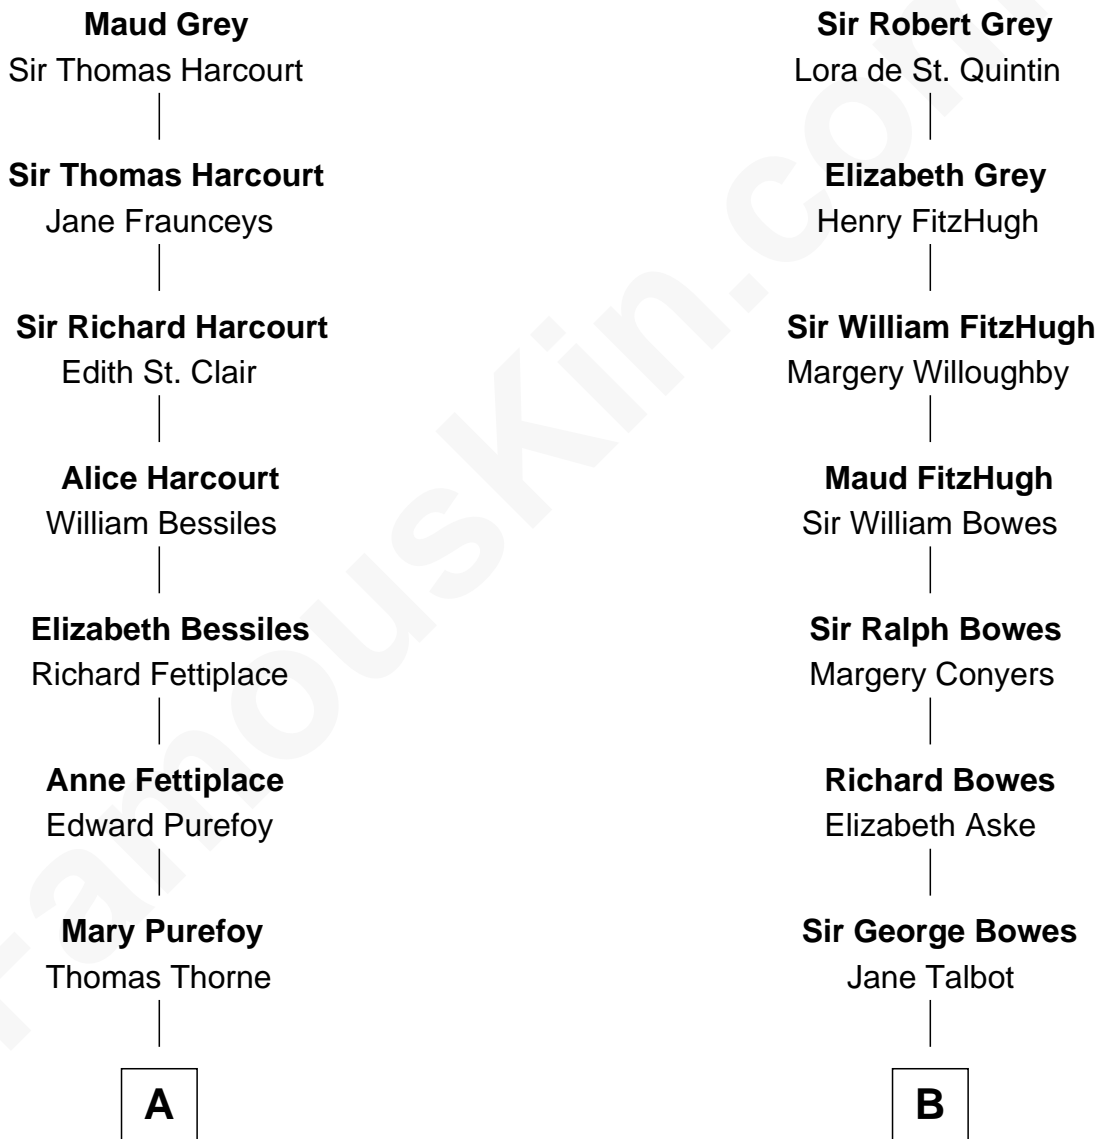 Maud Grey
Sir Thomas Harcourt
Sir Thomas Harcourt
Jane Fraunceys
Sir Richard Harcourt
Edith St. Clair
Alice Harcourt
William Bessiles
Elizabeth Bessiles
Richard Fettiplace
Anne Fettiplace
Edward Purefoy
Mary Purefoy
Thomas Thorne
A
Sir Robert Grey
Lora de St. Quintin
Elizabeth Grey
Henry FitzHugh
Sir William FitzHugh
Margery Willoughby
Maud FitzHugh
Sir William Bowes
Sir Ralph Bowes
Margery Conyers
Richard Bowes
Elizabeth Aske
Sir George Bowes
Jane Talbot
B
FamousKin.com